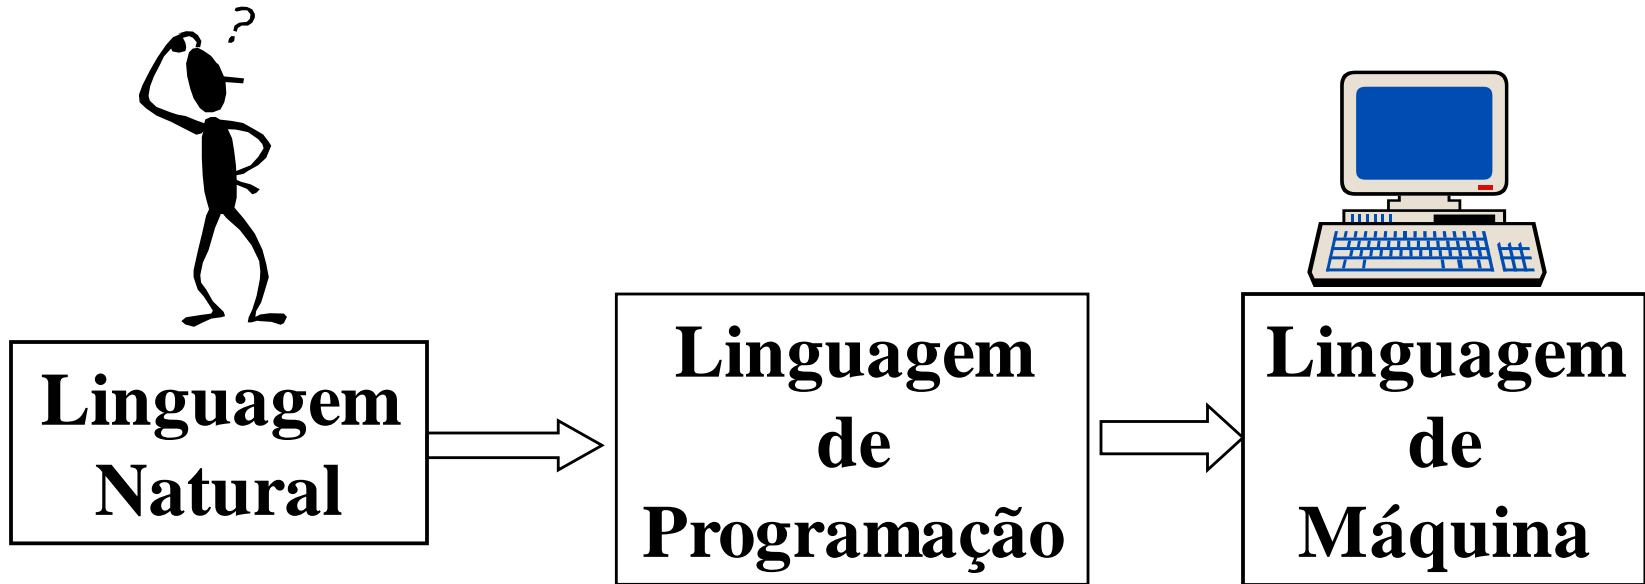 ?
Linguagem
Natural
Linguagem
de
Programação
Linguagem
de
Máquina